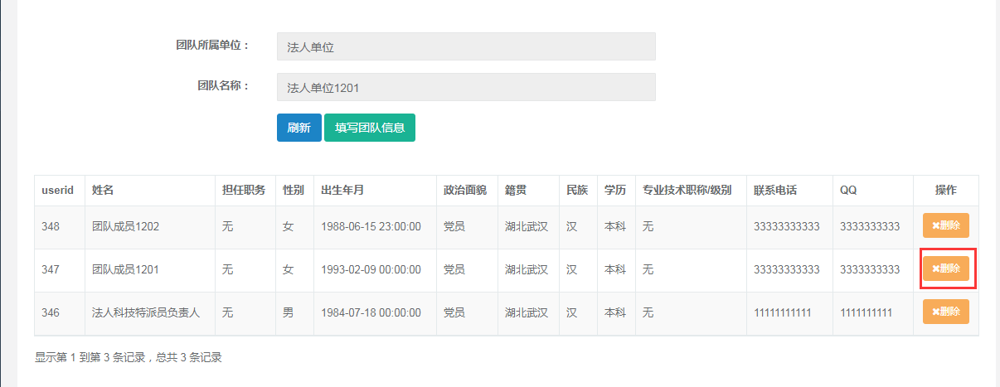 团队所属单位：
法人单位
团队名称：
法人单位1201
刷新 填写团队信息
userid 姓名 担任职务 性别 出生年月 政治面貌 籍贯 民族 学历 专业技术职称/级别 联系电话 QQ 操作
348 团队成员1202 无 女 1988-06-15 23:00:00 党员 湖北武汉 汉 本科 无 33333333333 3333333333 ✖删除
347 团队成员1201 无 女 1993-02-09 00:00:00 党员 湖北武汉 汉 本科 无 33333333333 3333333333 ✖删除
346 法人科技特派员负责人 无 男 1984-07-18 00:00:00 党员 湖北武汉 汉 本科 无 11111111111 1111111111 ✖删除
显示第 1 到第 3 条记录，总共 3 条记录